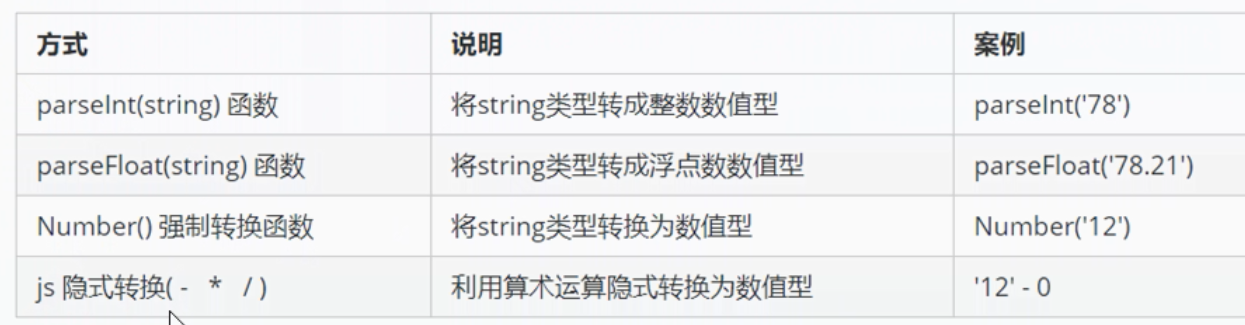 方式 说明 案例
parseInt(string) 函数 将string类型转成整数数值型 parseInt('78')
parseFloat(string) 函数 将string类型转成浮点数数值型 parseFloat('78.21')
Number() 强制转换函数 将string类型转换为数值型 Number('12')
js 隐式转换( - * / ) 利用算术运算隐式转换为数值型 '12' - 0